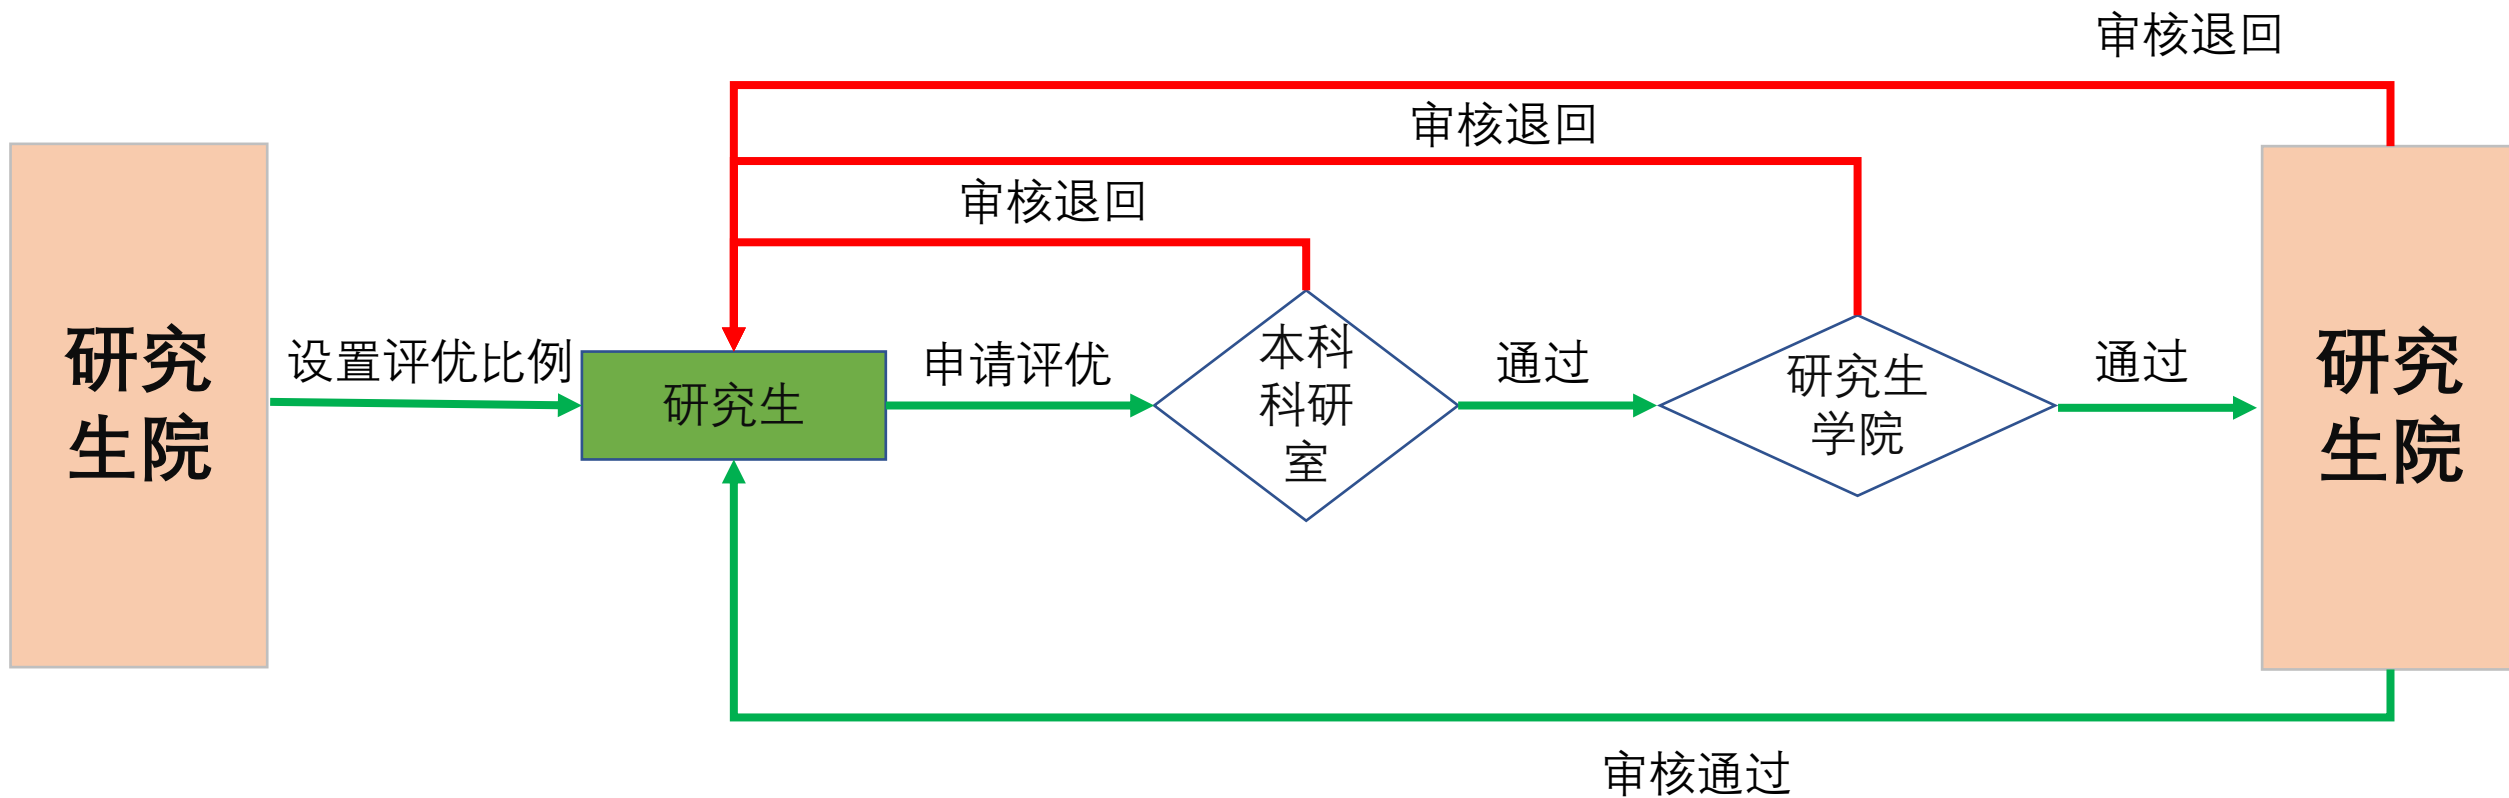 审核退回
审核退回
审核退回
研究
生院
设置评优比例
研究生
申请评优
本科
科研
室
通过
研究生
学院
通过
研究
生院
审核通过